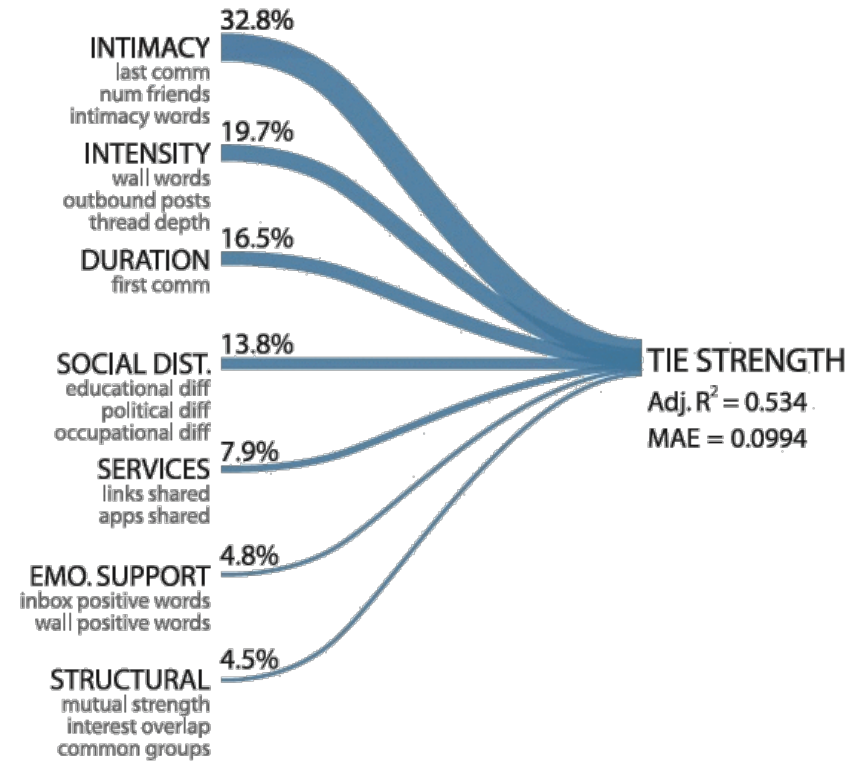 32.8%
INTIMACY
last comm
num friends
intimacy words
19.7%
INTENSITY
wall words
outbound posts
thread depth
16.5%
DURATION
first comm
13.8%
SOCIAL DIST.
educational diff
political diff
occupational diff
7.9%
SERVICES
links shared
apps shared
4.8%
EMO. SUPPORT
inbox positive words
wall positive words
4.5%
STRUCTURAL
mutual strength
interest overlap
common groups
TIE STRENGTH
Adj. R² = 0.534
MAE = 0.0994